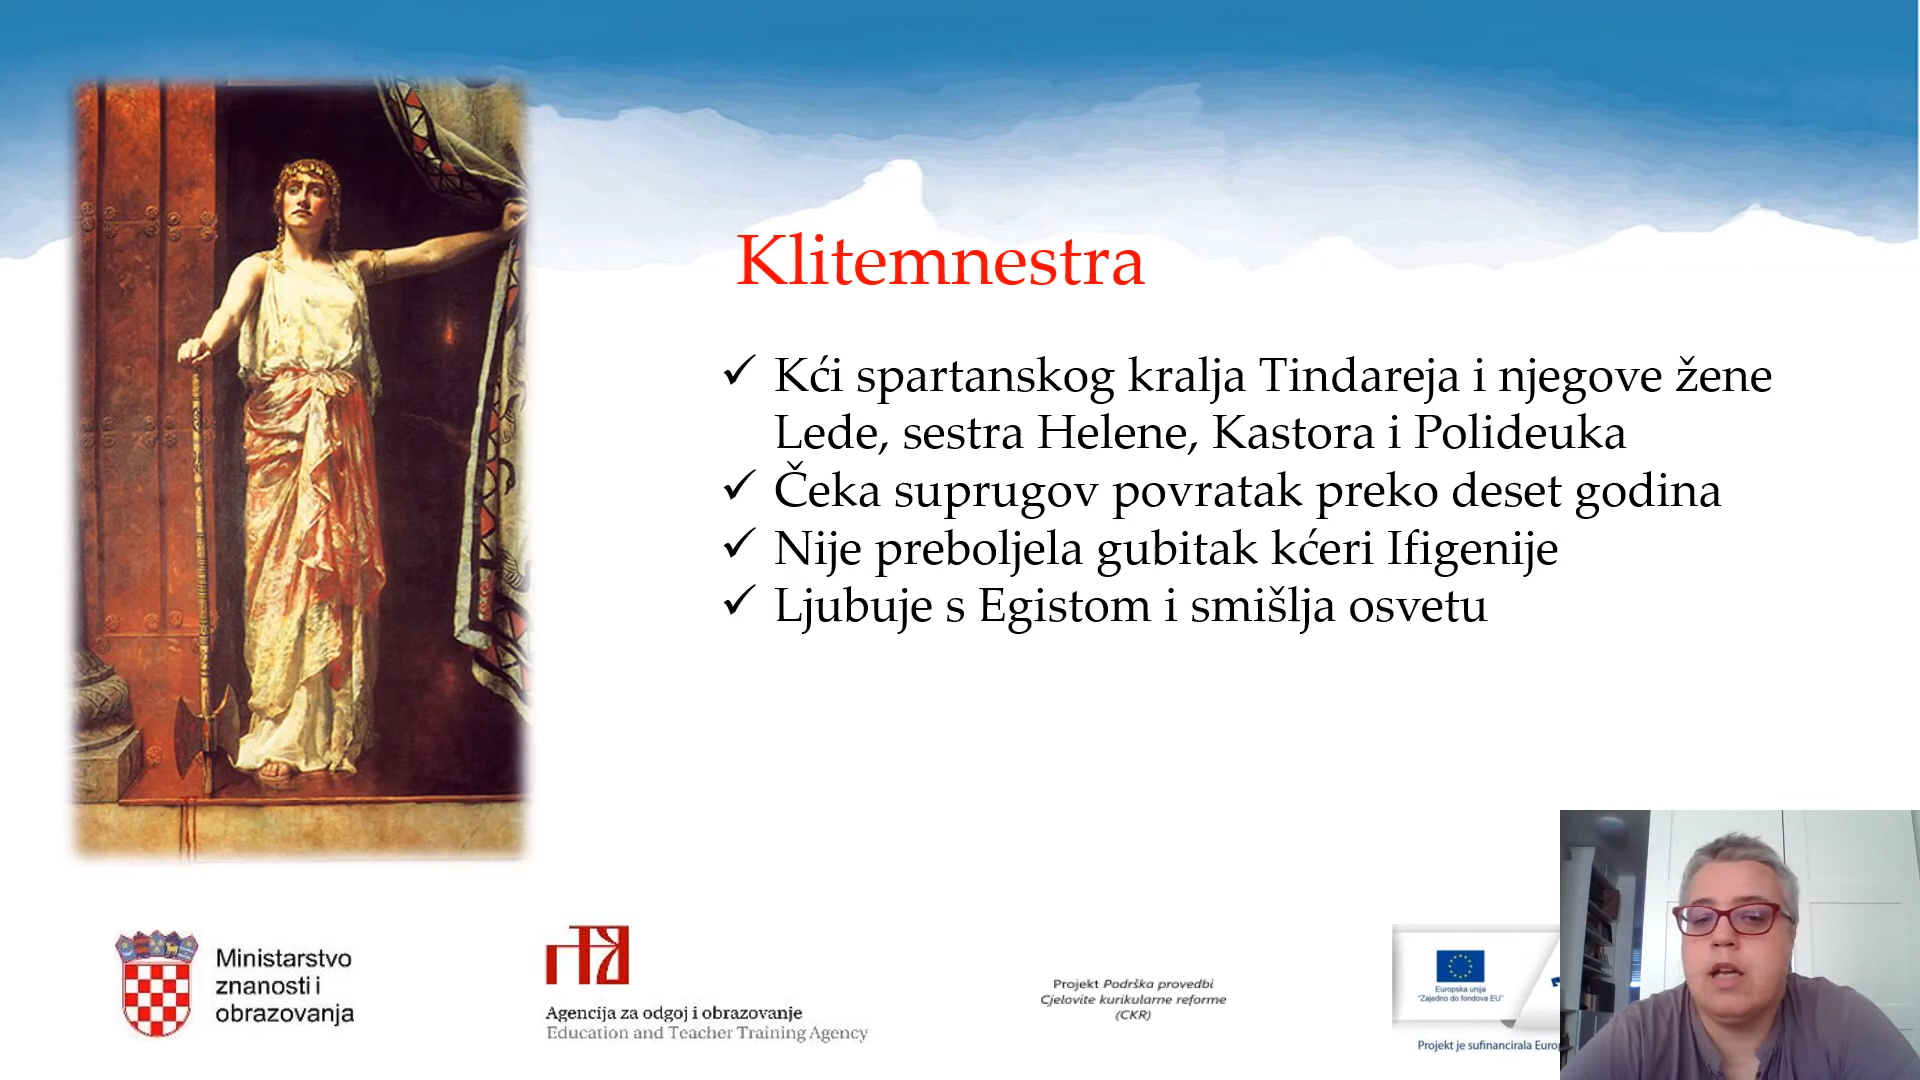 Klitemnestra
✓ Kći spartanskog kralja Tindareja i njegove žene
Lede, sestra Helene, Kastora i Polideuka
✓ Čeka suprugov povratak preko deset godina
✓ Nije preboljela gubitak kćeri Ifigenije
✓ Ljubuje s Egistom i smišlja osvetu
Ministarstvo
znanosti i
obrazovanja
Agencija za odgoj i obrazovanje
Education and Teacher Training Agency
Projekt Podrška provedbi
Cjelovite kurikularne reforme
(CKR)
Europska unija
"Zajedno do fondova EU"
Projekt je sufinancirala